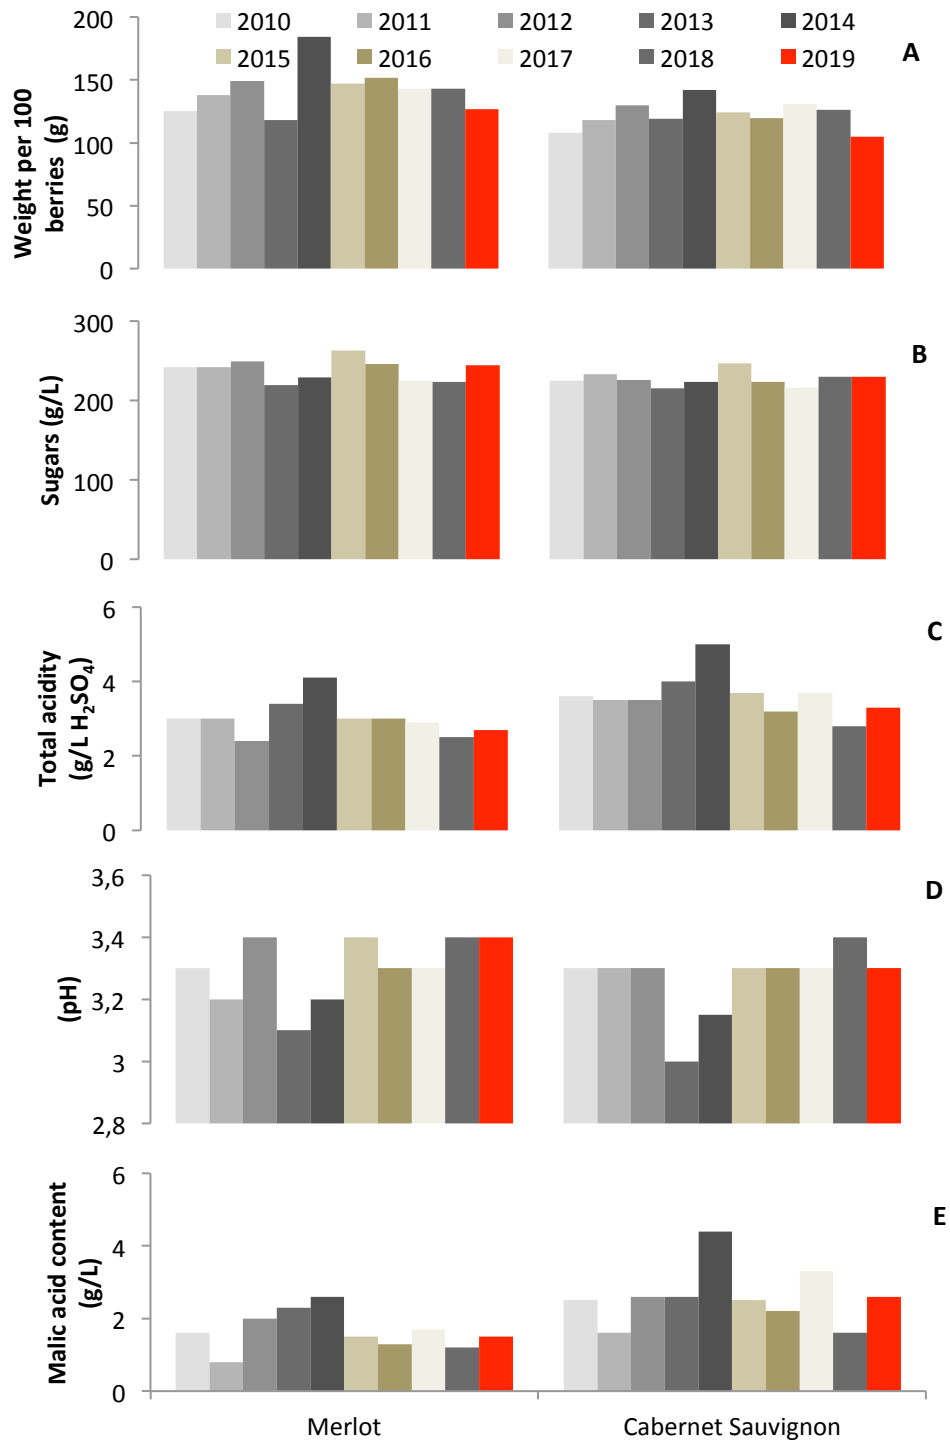 2010 2011 2012 2013 2014
2015 2016 2017 2018 2019
A
Weight per 100
berries (g)
200
150
100
50
0
B
Sugars (g/L)
300
200
100
0
C
Total acidity
(g/L H₂SO₄)
6
4
2
0
D
(pH)
3,6
3,4
3,2
3
2,8
E
Malic acid content
(g/L)
6
4
2
0
Merlot Cabernet Sauvignon